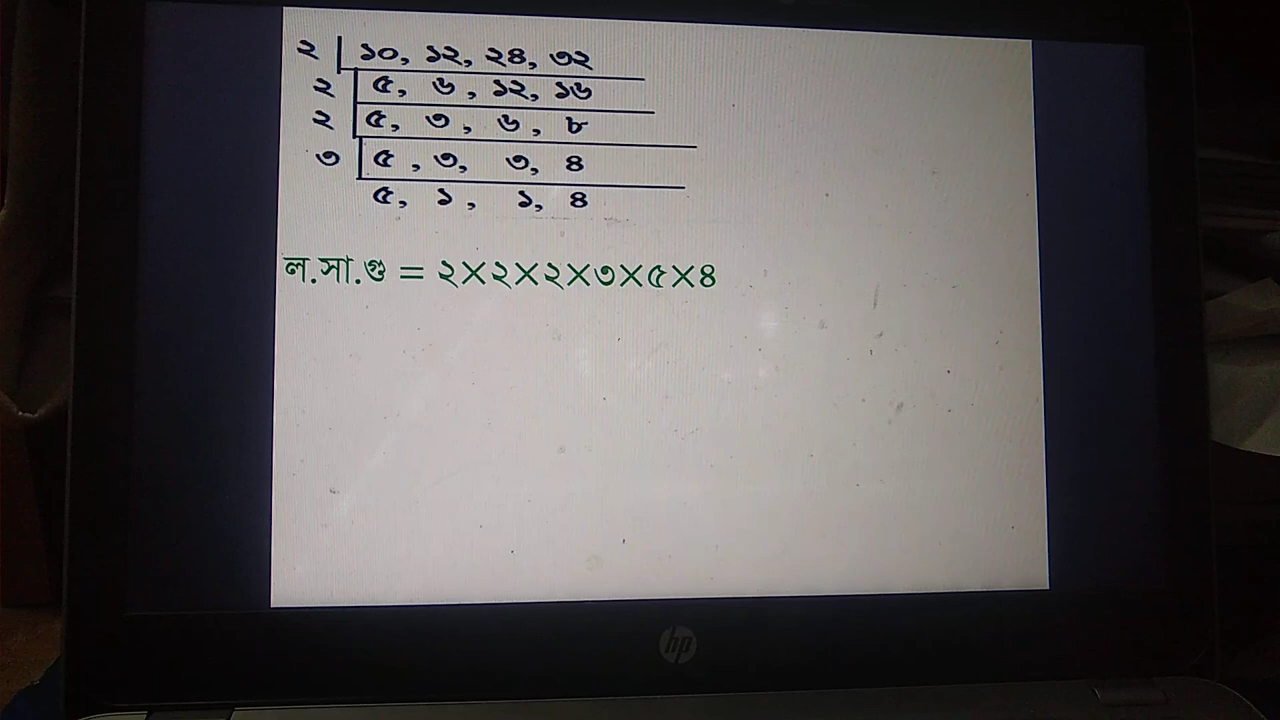 ২ | ১০, ১২, ২৪, ৩২
২ | ৫, ৬, ১২, ১৬
২ | ৫, ৩, ৬, ৮
৩ | ৫, ৩, ৩, ৪
৫, ১, ১, ৪
ল.সা.গু = ২×২×২×৩×৫×৪
hp